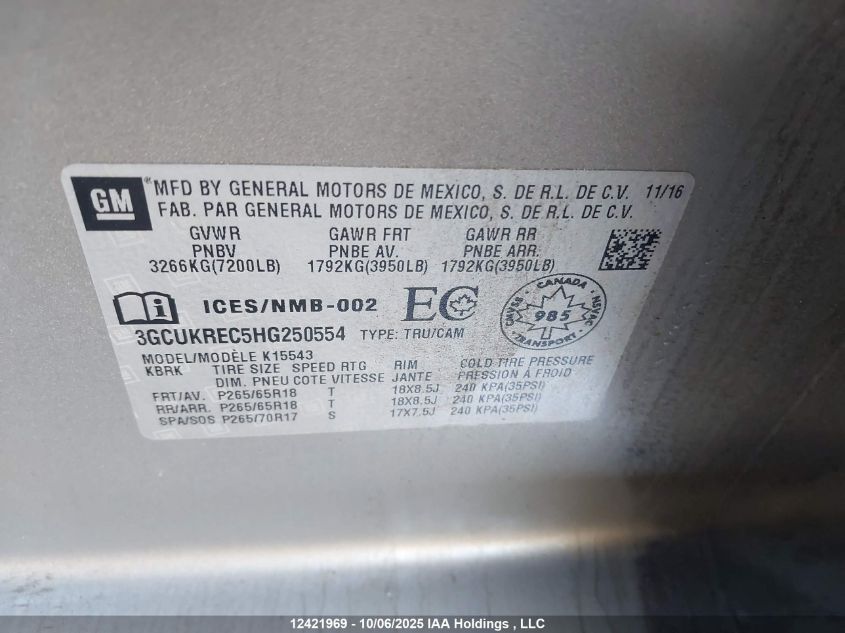 GM
MFD BY GENERAL MOTORS DE MEXICO, S. DE R.L. DE C.V. 11/16
FAB. PAR GENERAL MOTORS DE MEXICO, S. DE R.L. DE C.V.
GVWR GAWR FRT GAWR RR
PNBV PNBE AV. PNBE ARR.
3266KG(7200LB) 1792KG(3950LB) 1792KG(3950LB)
i ICES/NMB-002 EC
CANADA
CMVSS 985 NSVAC
TRANSPORT
3GCUKREC5HG250554 TYPE: TRU/CAM
MODEL/MODÈLE K15543
KBRK TIRE SIZE SPEED RTG RIM COLD TIRE PRESSURE
DIM. PNEU COTE VITESSE JANTE PRESSION À FROID
FRT/AV. P265/65R18 T 18X8.5J 240 KPA(35PSI)
RR/ARR. P265/65R18 T 18X8.5J 240 KPA(35PSI)
SPA/SOS P265/70R17 S 17X7.5J 240 KPA(35PSI)
12421969 - 10/06/2025 IAA Holdings , LLC